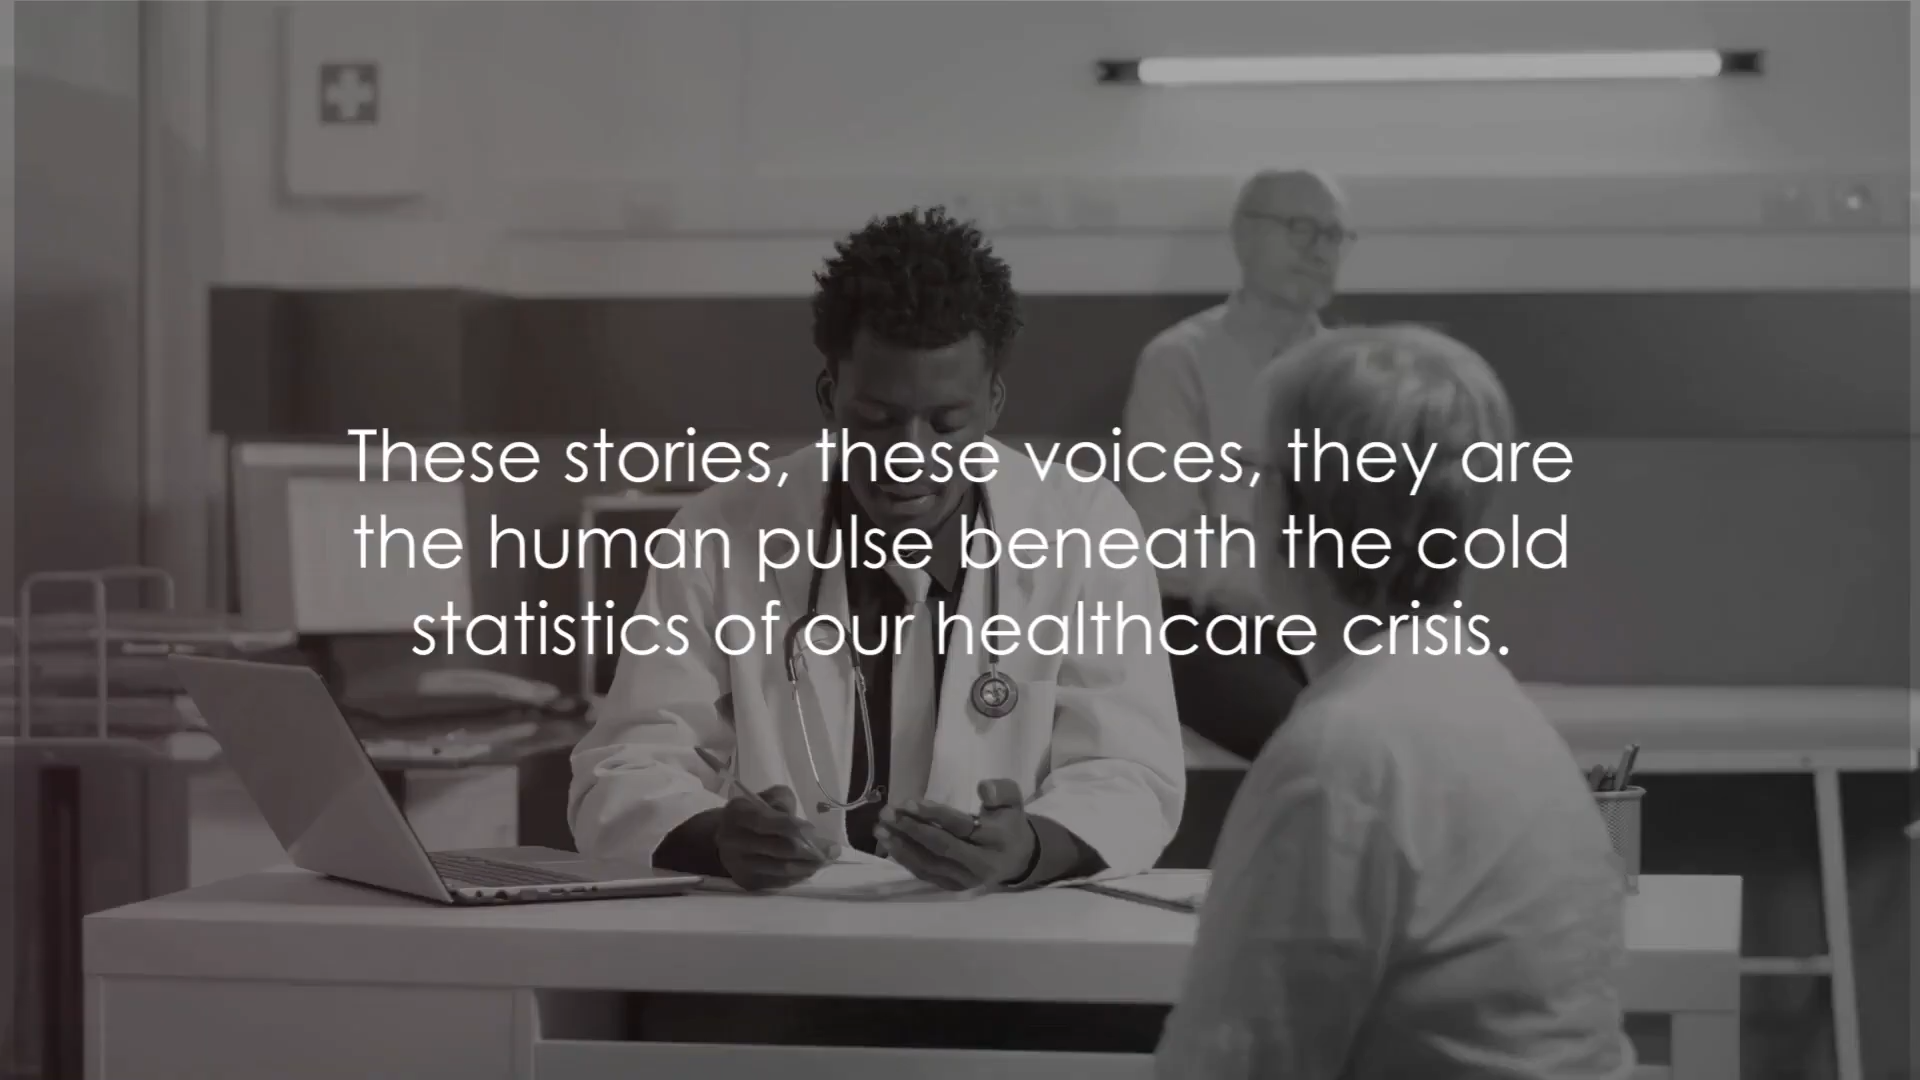 These stories, these voices, they are
the human pulse beneath the cold
statistics of our healthcare crisis.